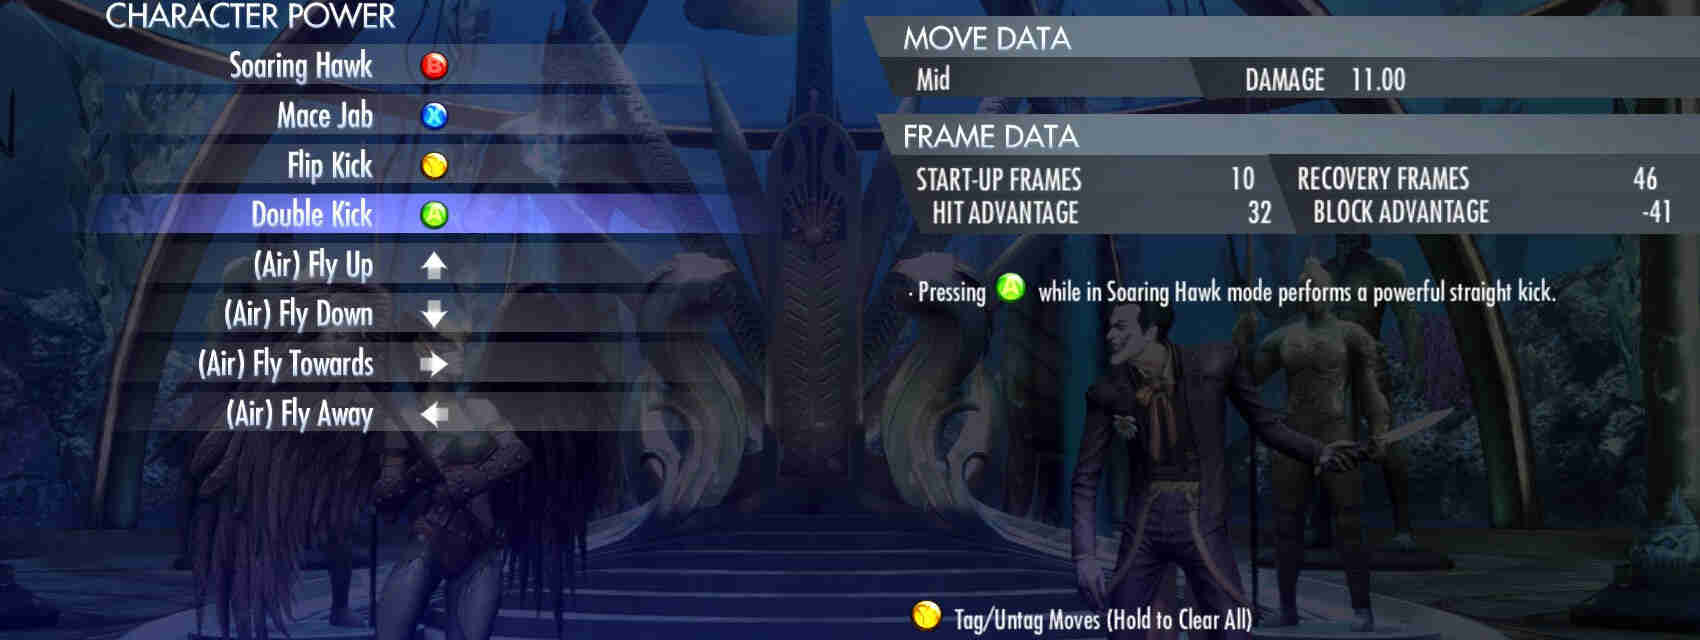 CHARACTER POWER
Soaring Hawk B
Mace Jab X
Flip Kick Y
Double Kick A
(Air) Fly Up
(Air) Fly Down
(Air) Fly Towards
(Air) Fly Away
MOVE DATA
Mid DAMAGE 11.00
FRAME DATA
START-UP FRAMES 10 RECOVERY FRAMES 46
HIT ADVANTAGE 32 BLOCK ADVANTAGE -41
· Pressing A while in Soaring Hawk mode performs a powerful straight kick.
Y Tag/Untag Moves (Hold to Clear All)